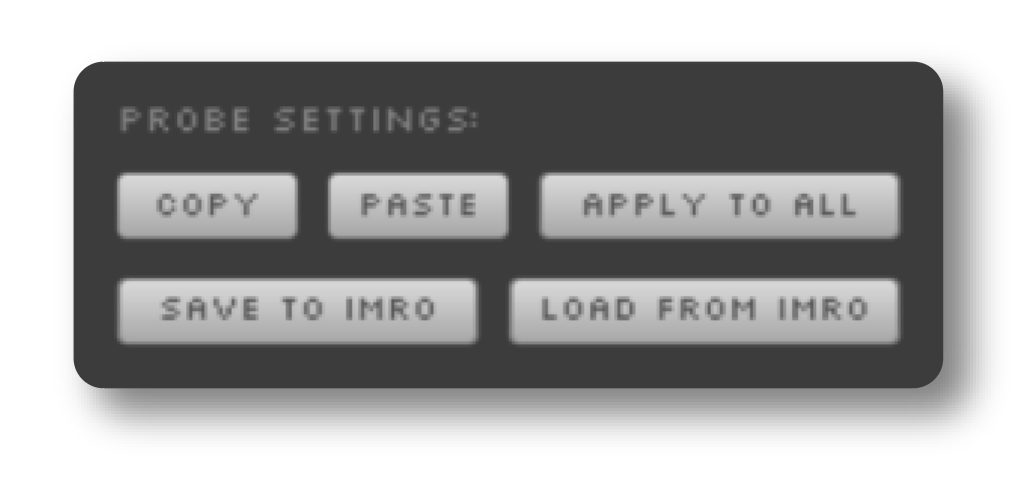 PROBE SETTINGS:
COPY PASTE APPLY TO ALL
SAVE TO IMRO LOAD FROM IMRO